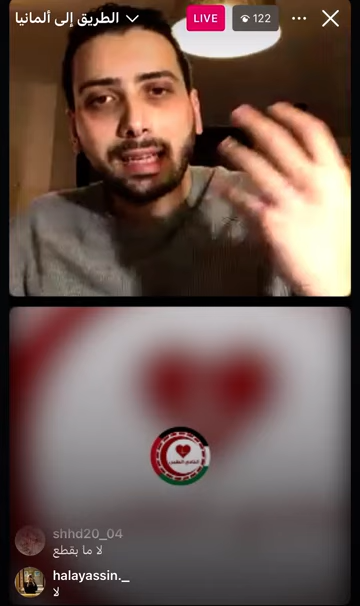 الطريق إلى ألمانيا
LIVE
122
shhd20_04
لا ما بقطع
halayassin._
لا